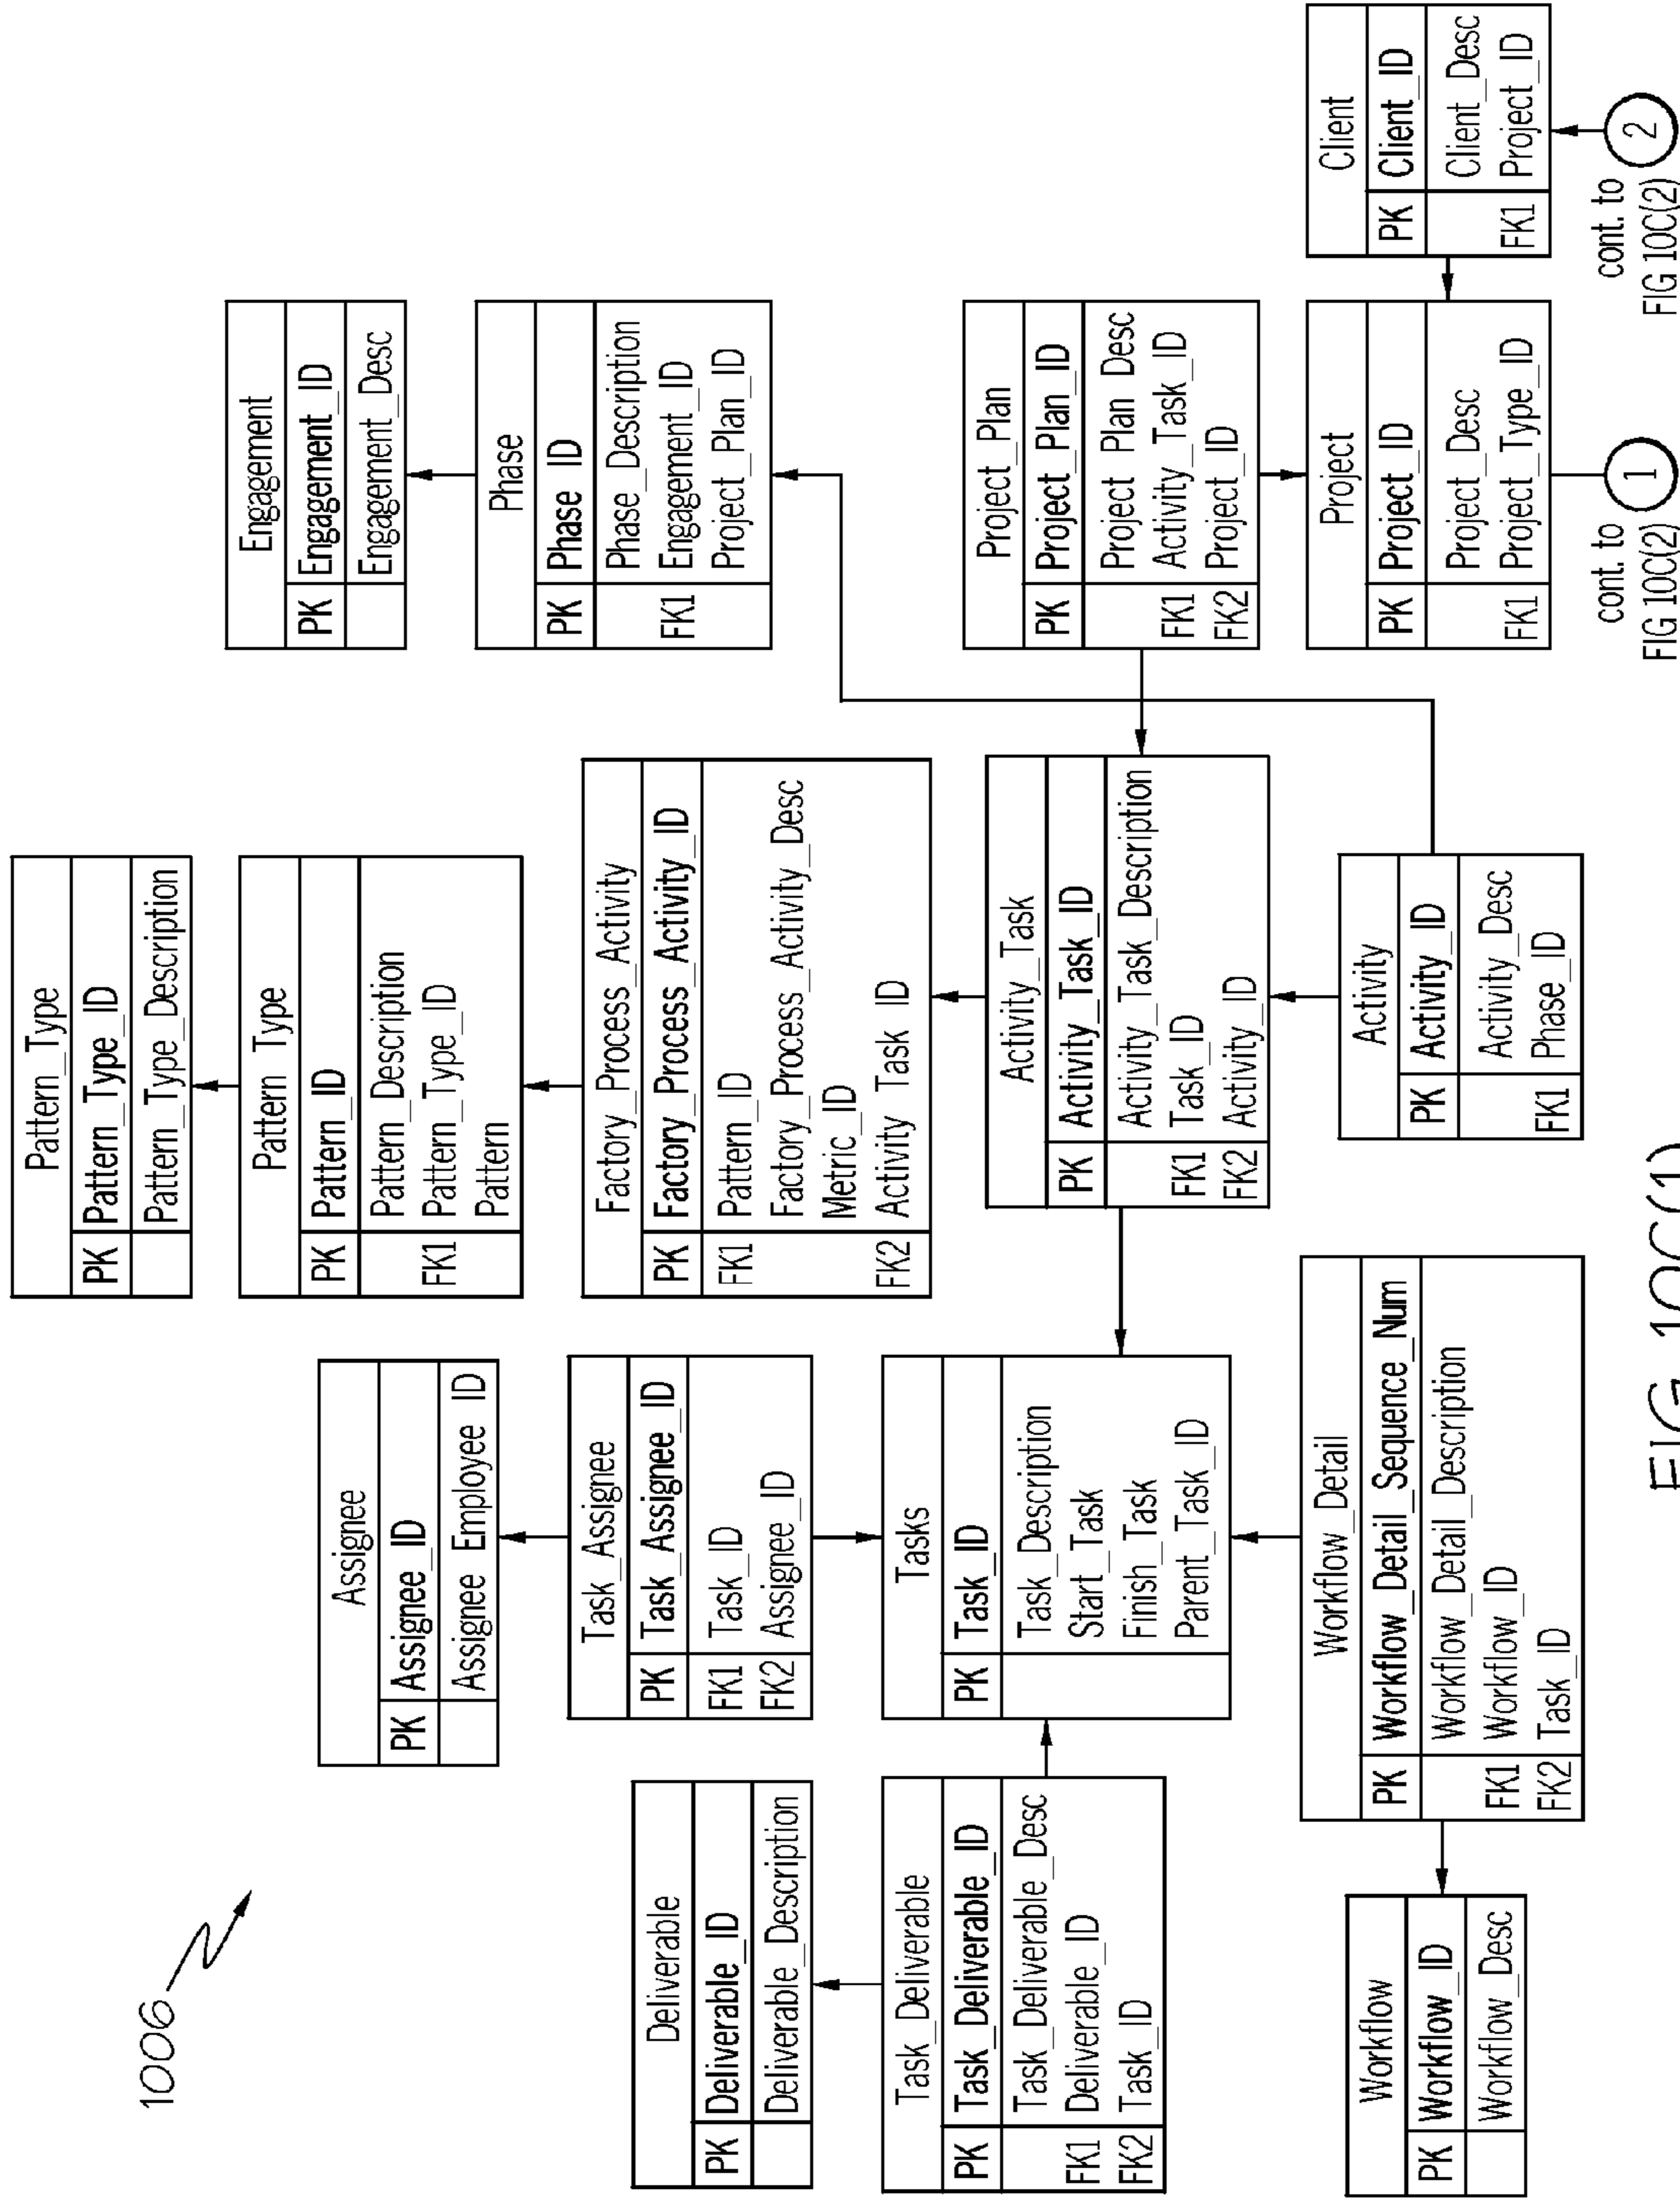 1006
Pattern_Type
PK Pattern_Type_ID
Pattern_Type_Description
Pattern_Type
PK Pattern_ID
Pattern_Description
FK1 Pattern_Type_ID
Pattern
Factory_Process_Activity
PK Factory_Process_Activity_ID
FK1 Pattern_ID
Factory_Process_Activity_Desc
Metric_ID
FK2 Activity_Task_ID
Engagement
PK Engagement_ID
Engagement_Desc
Phase
PK Phase_ID
Phase_Description
FK1 Engagement_ID
Project_Plan_ID
Assignee
PK Assignee_ID
Assignee_Employee_ID
Task_Assignee
PK Task_Assignee_ID
FK1 Task_ID
FK2 Assignee_ID
Deliverable
PK Deliverable_ID
Deliverable_Description
Task_Deliverable
PK Task_Deliverable_ID
Task_Deliverable_Desc
FK1 Deliverable_ID
FK2 Task_ID
Tasks
PK Task_ID
Task_Description
Start_Task
Finish_Task
Parent_Task_ID
Activity_Task
PK Activity_Task_ID
Activity_Task_Description
FK1 Task_ID
FK2 Activity_ID
Project_Plan
PK Project_Plan_ID
Project_Plan_Desc
FK1 Activity_Task_ID
FK2 Project_ID
Workflow
PK Workflow_ID
Workflow_Desc
Workflow_Detail
PK Workflow_Detail_Sequence_Num
Workflow_Detail_Description
FK1 Workflow_ID
FK2 Task_ID
Activity
PK Activity_ID
Activity_Desc
FK1 Phase_ID
Project
PK Project_ID
Project_Desc
FK1 Project_Type_ID
Client
PK Client_ID
Client_Desc
FK1 Project_ID
cont. to
FIG 10C(2)
1
cont. to
FIG 10C(2)
2
FIG. 10C(1)